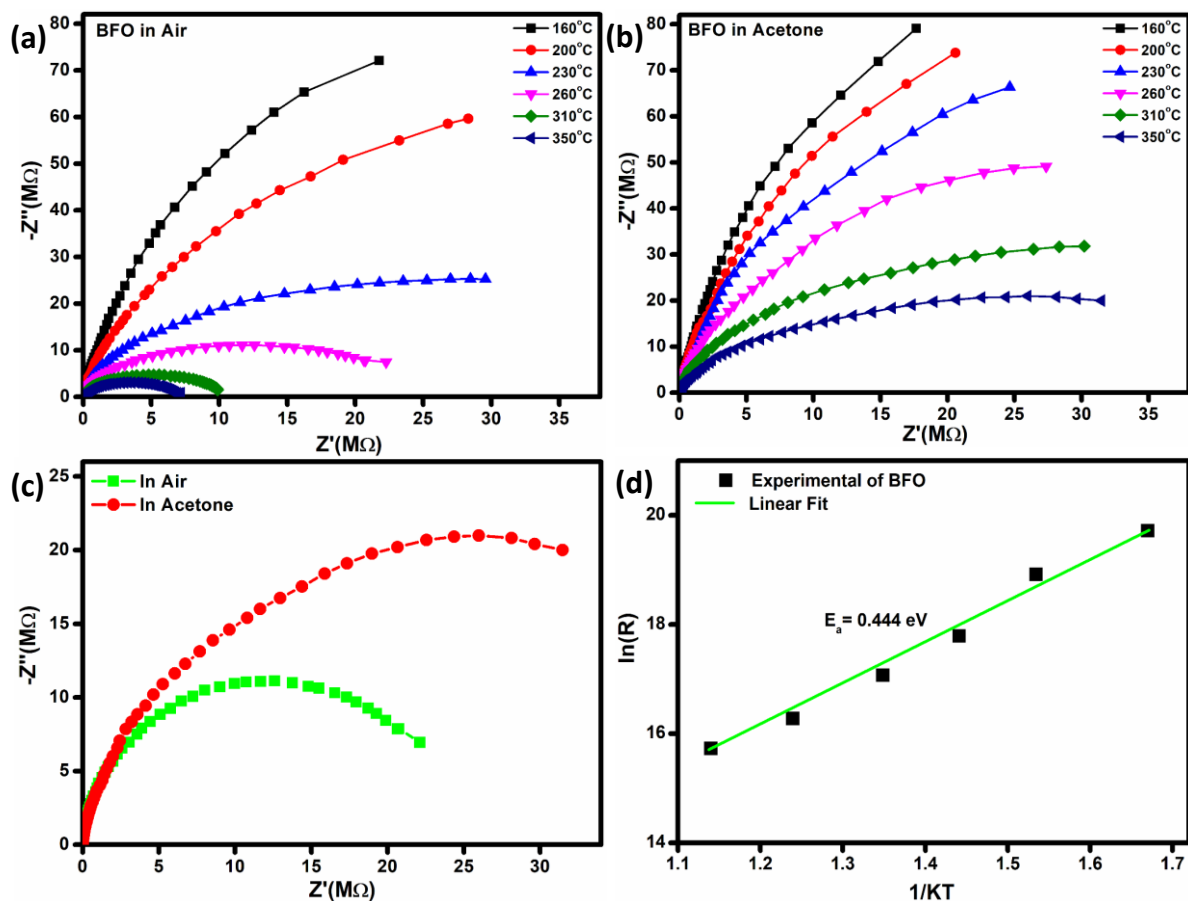 (a)
BFO in Air
160°C
200°C
230°C
260°C
310°C
350°C
-Z''(MΩ)
80
70
60
50
40
30
20
10
0
0 5 10 15 20 25 30 35
Z'(MΩ)
(b)
BFO in Acetone
160°C
200°C
230°C
260°C
310°C
350°C
-Z''(MΩ)
80
70
60
50
40
30
20
10
0
0 5 10 15 20 25 30 35
Z'(MΩ)
(c)
In Air
In Acetone
-Z''(MΩ)
25
20
15
10
5
0
0 10 20 30
Z'(MΩ)
(d)
Experimental of BFO
Linear Fit
Ea= 0.444 eV
ln(R)
20
18
16
14
1.1 1.2 1.3 1.4 1.5 1.6 1.7
1/KT